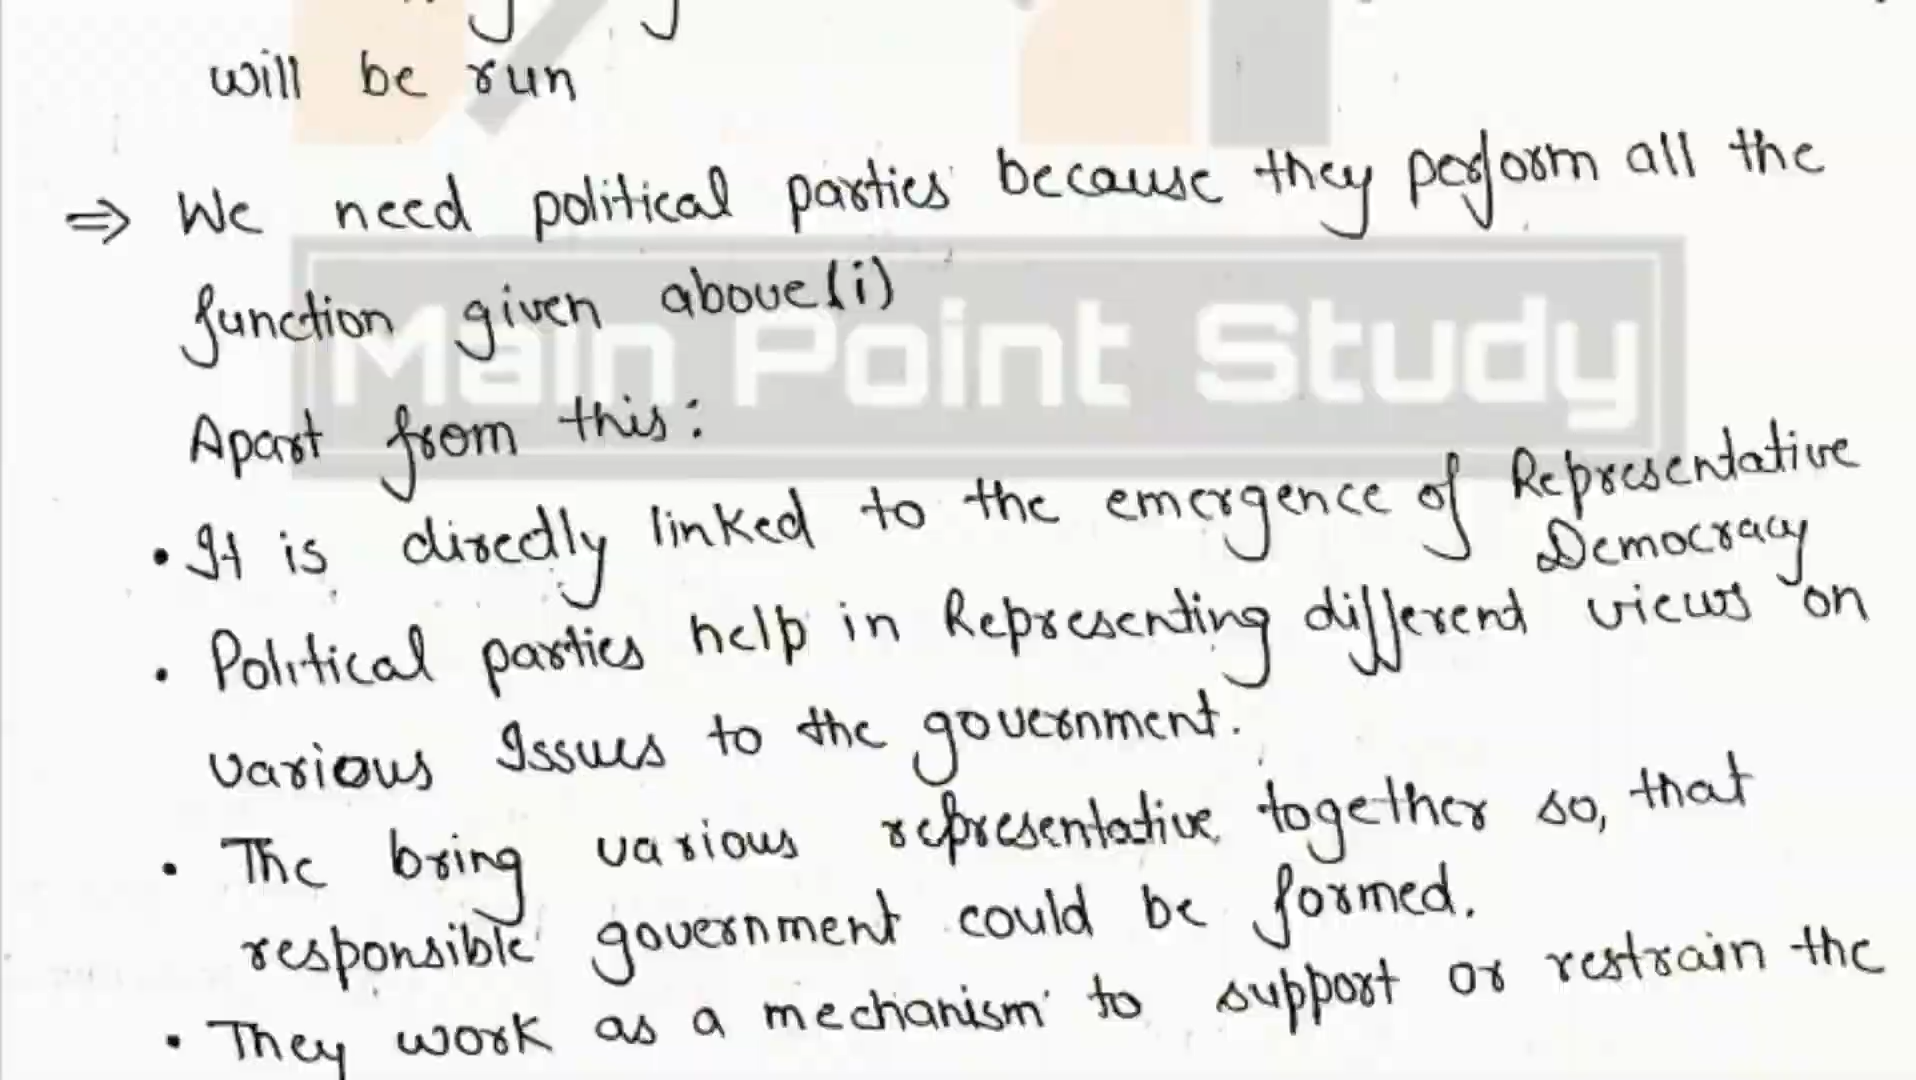 will be run
⇒ We need political parties because they perform all the
function given above (i)
Main Point Study
Apart from this:
• It is directly linked to the emergence of Representative
Democracy
• Political parties help in Representing different views on
various Issues to the government.
• The bring various representative together so, that
responsible government could be formed.
• They work as a mechanism to support or restrain the